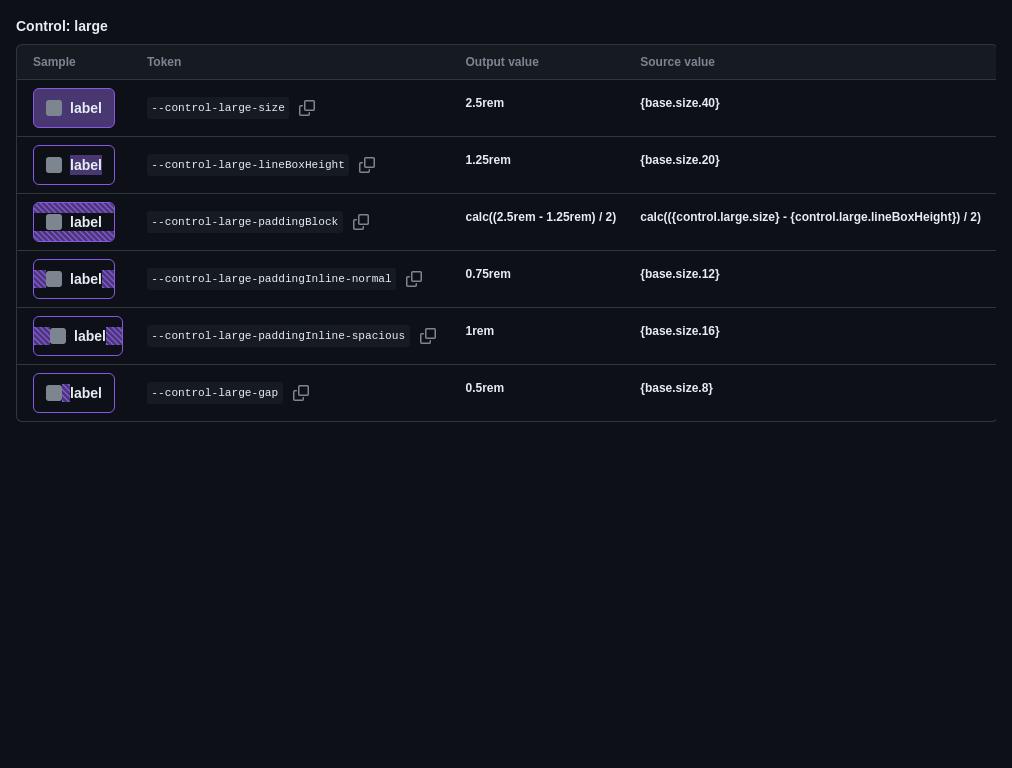 Control: large
Sample Token Output value Source value
label --control-large-size 2.5rem {base.size.40}
label --control-large-lineBoxHeight 1.25rem {base.size.20}
label --control-large-paddingBlock calc((2.5rem - 1.25rem) / 2) calc(({control.large.size} - {control.large.lineBoxHeight}) / 2)
label --control-large-paddingInline-normal 0.75rem {base.size.12}
label --control-large-paddingInline-spacious 1rem {base.size.16}
label --control-large-gap 0.5rem {base.size.8}